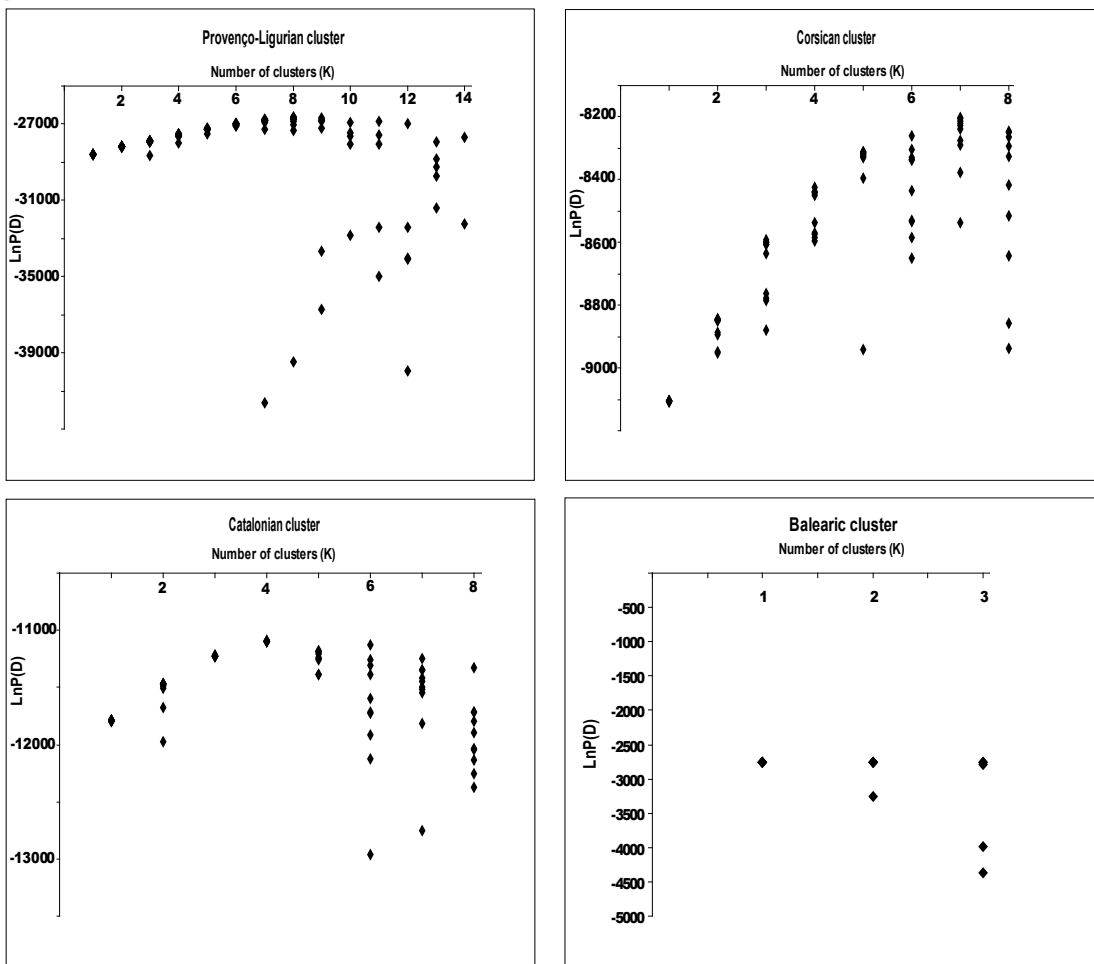 Provenço-Ligurian cluster
Number of clusters (K)
2 4 6 8 10 12 14
-27000
-31000
-35000
-39000
LnP(D)
Corsican cluster
Number of clusters (K)
2 4 6 8
-8200
-8400
-8600
-8800
-9000
LnP(D)
Catalonian cluster
Number of clusters (K)
2 4 6 8
-11000
-12000
-13000
LnP(D)
Balearic cluster
Number of clusters (K)
1 2 3
-500
-1000
-1500
-2000
-2500
-3000
-3500
-4000
-4500
-5000
LnP(D)